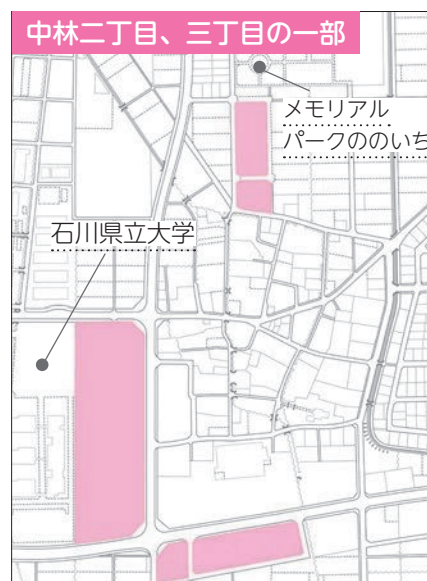 中林二丁目、三丁目の一部
メモリアル
パークののいち
石川県立大学